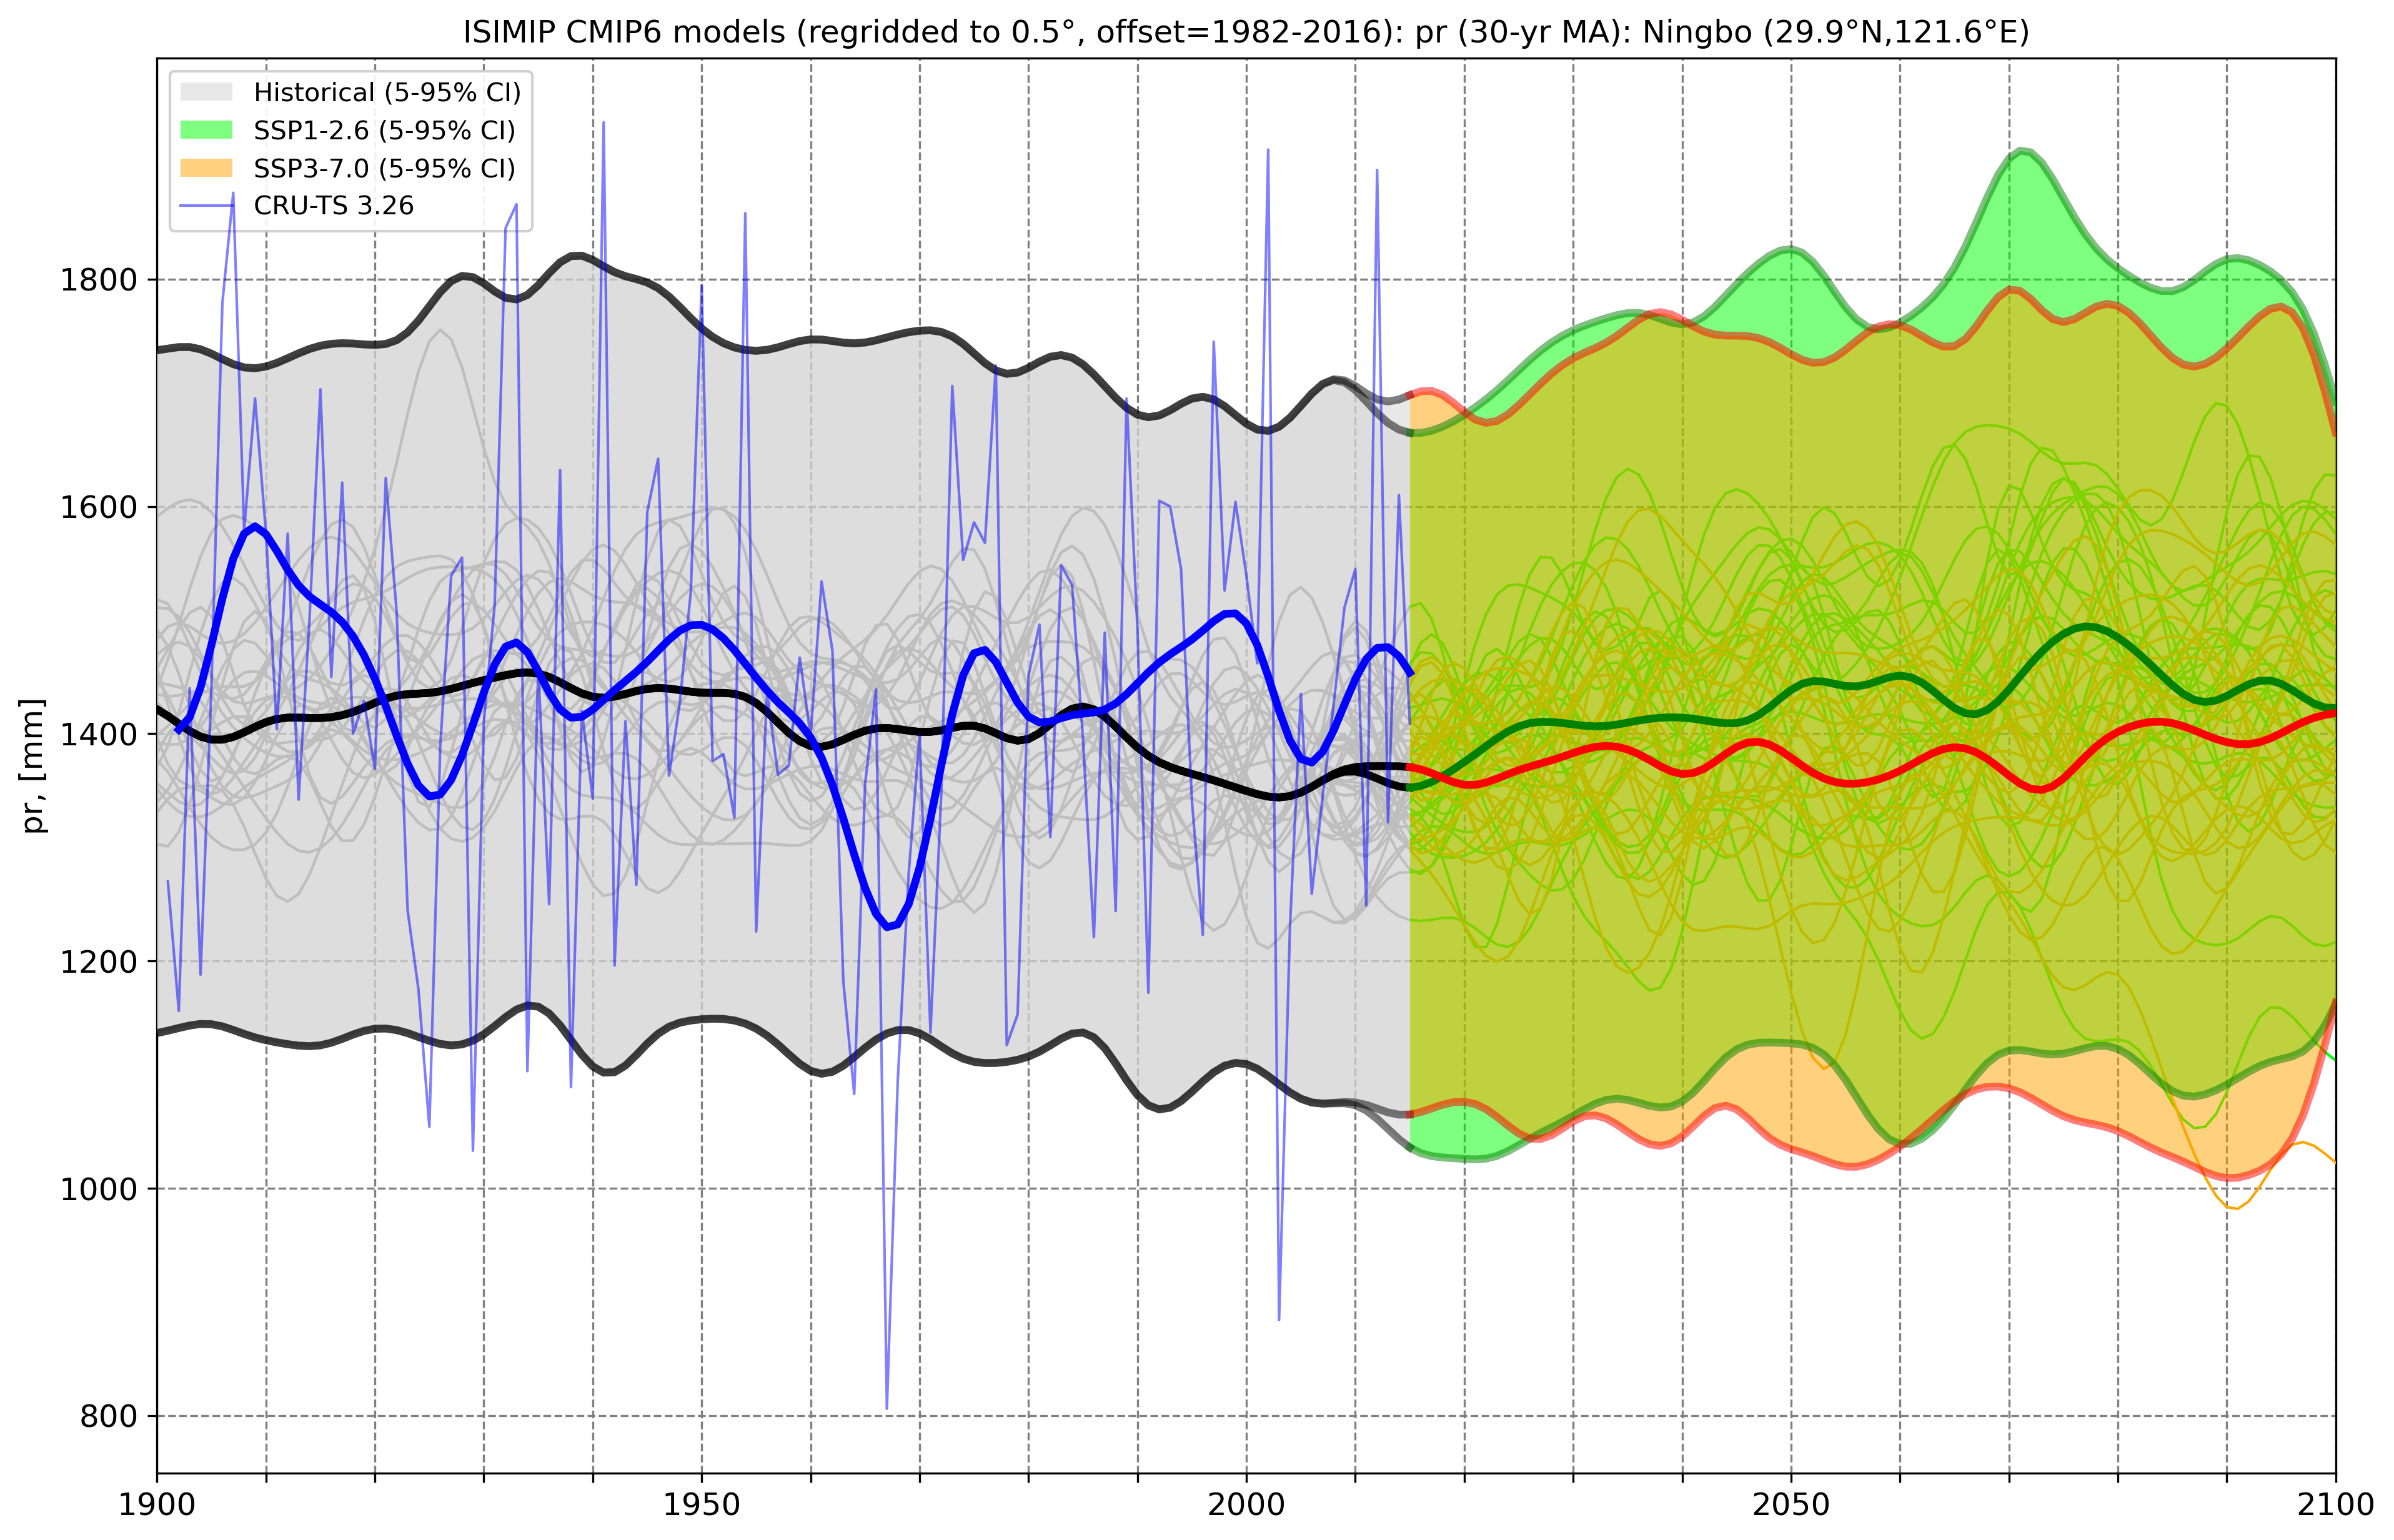 ISIMIP CMIP6 models (regridded to 0.5°, offset=1982-2016): pr (30-yr MA): Ningbo (29.9°N,121.6°E)
Historical (5-95% CI)
SSP1-2.6 (5-95% CI)
SSP3-7.0 (5-95% CI)
CRU-TS 3.26
1800
1600
1400
1200
1000
800
pr, [mm]
1900
1950
2000
2050
2100